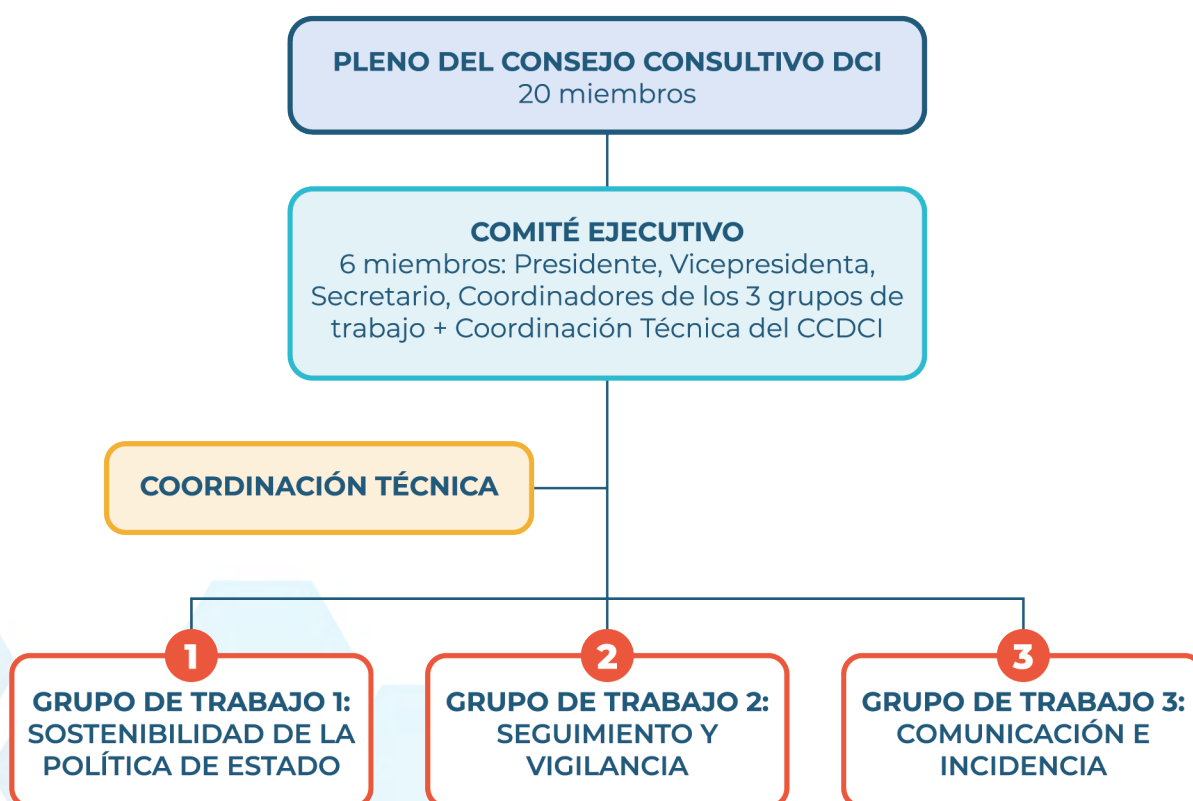 PLENO DEL CONSEJO CONSULTIVO DCI
20 miembros
COMITÉ EJECUTIVO
6 miembros: Presidente, Vicepresidenta,
Secretario, Coordinadores de los 3 grupos de
trabajo + Coordinación Técnica del CCDCI
COORDINACIÓN TÉCNICA
1
GRUPO DE TRABAJO 1:
SOSTENIBILIDAD DE LA
POLÍTICA DE ESTADO
2
GRUPO DE TRABAJO 2:
SEGUIMIENTO Y
VIGILANCIA
3
GRUPO DE TRABAJO 3:
COMUNICACIÓN E
INCIDENCIA